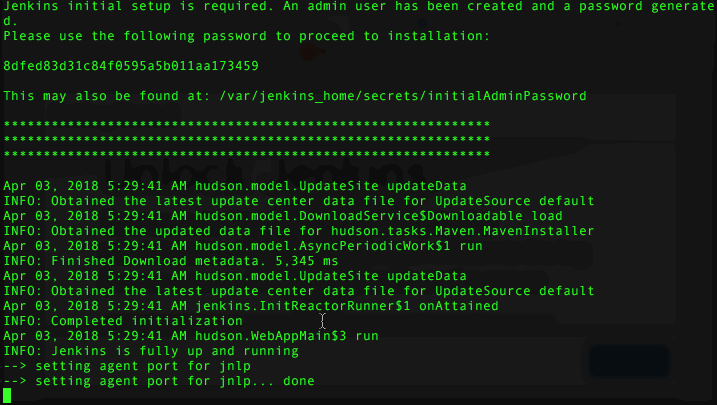 Jenkins initial setup is required. An admin user has been created and a password generate
d.
Please use the following password to proceed to installation:
8dfed83d31c84f0595a5b011aa173459
This may also be found at: /var/jenkins_home/secrets/initialAdminPassword
*************************************************************
*************************************************************
*************************************************************
Apr 03, 2018 5:29:41 AM hudson.model.UpdateSite updateData
INFO: Obtained the latest update center data file for UpdateSource default
Apr 03, 2018 5:29:41 AM hudson.model.DownloadService$Downloadable load
INFO: Obtained the updated data file for hudson.tasks.Maven.MavenInstaller
Apr 03, 2018 5:29:41 AM hudson.model.AsyncPeriodicWork$1 run
INFO: Finished Download metadata. 5,345 ms
Apr 03, 2018 5:29:41 AM hudson.model.UpdateSite updateData
INFO: Obtained the latest update center data file for UpdateSource default
Apr 03, 2018 5:29:41 AM jenkins.InitReactorRunner$1 onAttained
INFO: Completed initialization
Apr 03, 2018 5:29:41 AM hudson.WebAppMain$3 run
INFO: Jenkins is fully up and running
--> setting agent port for jnlp
--> setting agent port for jnlp... done